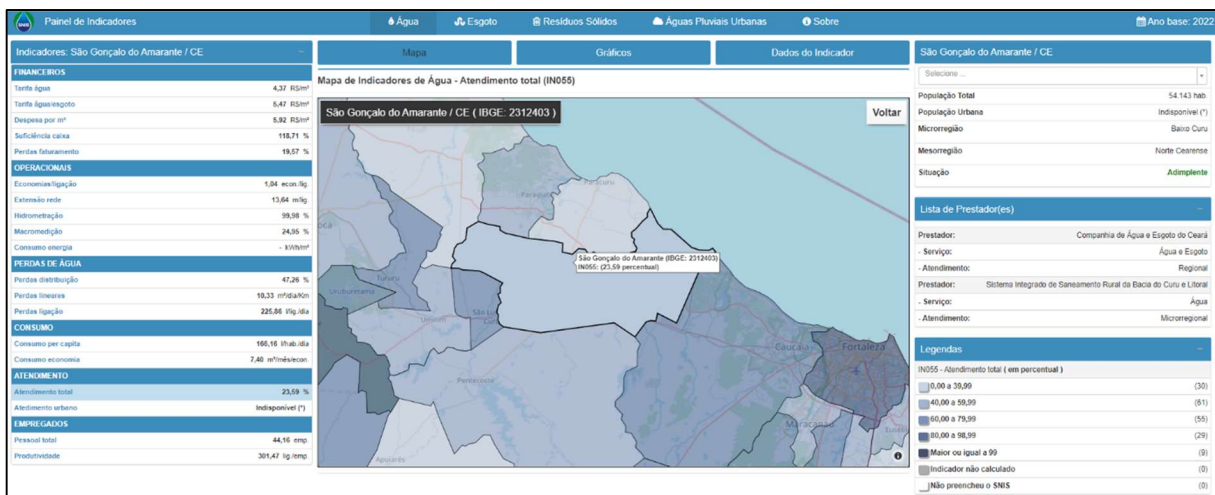 SNIS Painel de Indicadores
Água
Esgoto
Resíduos Sólidos
Águas Pluviais Urbanas
Sobre
Ano base: 2022
Indicadores: São Gonçalo do Amarante / CE
FINANCEIROS
Tarifa água 4,37 R$/m³
Tarifa água/esgoto 5,47 R$/m³
Despesa por m³ 5,92 R$/m³
Suficiência caixa 118,71 %
Perdas faturamento 19,57 %
OPERACIONAIS
Economias/ligação 1,04 econ./lig.
Extensão rede 13,64 m/lig.
Hidrometração 99,98 %
Macromedição 24,95 %
Consumo energia - kWh/m³
PERDAS DE ÁGUA
Perdas distribuição 47,26 %
Perdas lineares 10,33 m³/dia/Km
Perdas ligação 225,86 l/lig./dia
CONSUMO
Consumo per capita 166,16 l/hab./dia
Consumo economia 7,40 m³/mês/econ.
ATENDIMENTO
Atendimento total 23,59 %
Atedimento urbano Indisponível (*)
EMPREGADOS
Pessoal total 44,16 emp.
Produtividade 301,47 lig./emp.
Mapa
Gráficos
Dados do Indicador
Mapa de Indicadores de Água - Atendimento total (IN055)
São Gonçalo do Amarante / CE ( IBGE: 2312403 )
Voltar
Paracuru
Paraipaba
São Gonçalo do Amarante (IBGE: 2312403)
IN055: (23,59 percentual)
Tururu
Uruburetama
São Lu
Umirim
Caucaia
Fortaleza
Pentecoste
Maracanaú
Apuiarés
São Gonçalo do Amarante / CE
Selecione ...
População Total 54.143 hab.
População Urbana Indisponível (*)
Microrregião Baixo Curu
Mesorregião Norte Cearense
Situação Adimplente
Lista de Prestador(es)
Prestador: Companhia de Água e Esgoto do Ceará
- Serviço: Água e Esgoto
- Atendimento: Regional
Prestador: Sistema Integrado de Saneamento Rural da Bacia do Curu e Litoral
- Serviço: Água
- Atendimento: Microrregional
Legendas
IN055 - Atendimento total ( em percentual )
0,00 a 39,99 (30)
40,00 a 59,99 (61)
60,00 a 79,99 (55)
80,00 a 98,99 (29)
Maior ou igual a 99 (9)
Indicador não calculado (0)
Não preencheu o SNIS (0)